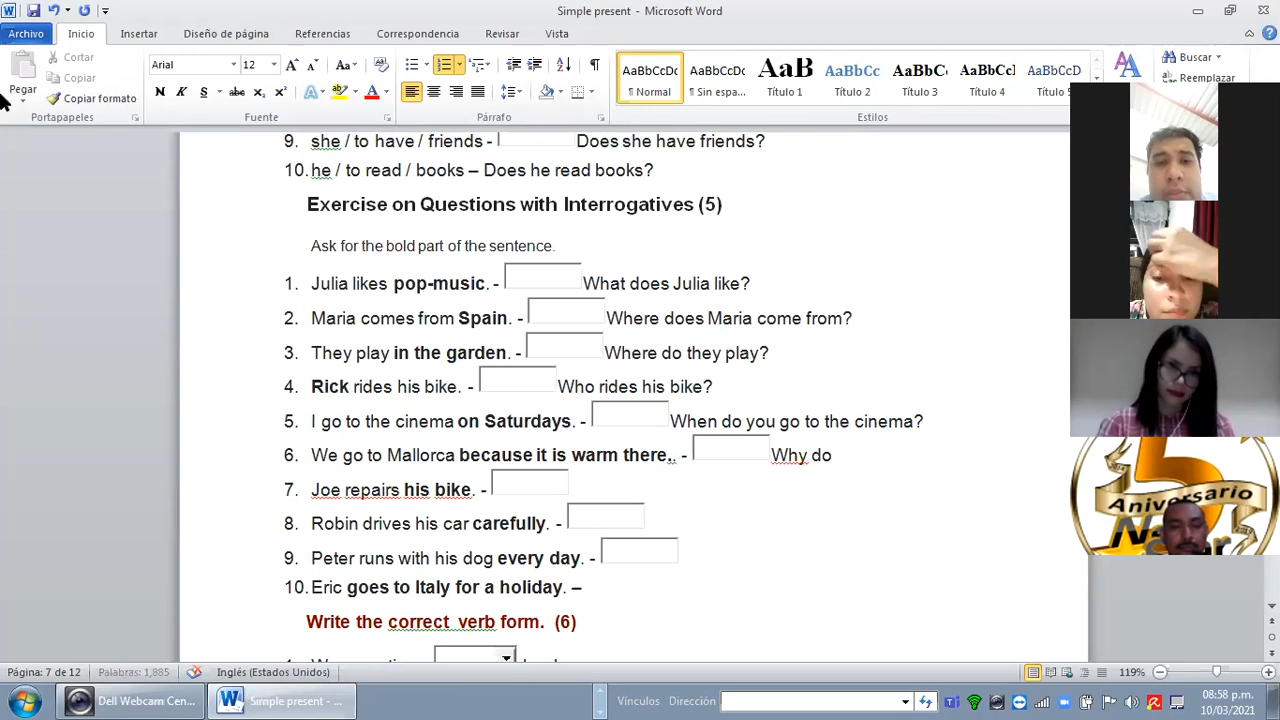 Simple present - Microsoft Word
Archivo Inicio Insertar Diseño de página Referencias Correspondencia Revisar Vista
Pegar Cortar Copiar Copiar formato
Arial 12
AaBbCcDc AaBbCcDc AaB AaBbCc AaBbC AaBbCc AaBbCcD
¶ Normal ¶ Sin espa... Título 1 Título 2 Título 3 Título 4
Buscar
Reemplazar
Portapapeles Fuente Párrafo Estilos
9. she / to have / friends - Does she have friends?
10. he / to read / books – Does he read books?
Exercise on Questions with Interrogatives (5)
Ask for the bold part of the sentence.
1. Julia likes pop-music. - What does Julia like?
2. Maria comes from Spain. - Where does Maria come from?
3. They play in the garden. - Where do they play?
4. Rick rides his bike. - Who rides his bike?
5. I go to the cinema on Saturdays. - When do you go to the cinema?
6. We go to Mallorca because it is warm there.. - Why do
7. Joe repairs his bike. -
8. Robin drives his car carefully. -
9. Peter runs with his dog every day. -
10. Eric goes to Italy for a holiday. –
Write the correct verb form. (6)
Aniversario
Página: 7 de 12 Palabras: 1,885 Inglés (Estados Unidos) 119%
Dell Webcam Cen... Simple present - ... Vínculos Dirección
08:58 p.m.
10/03/2021